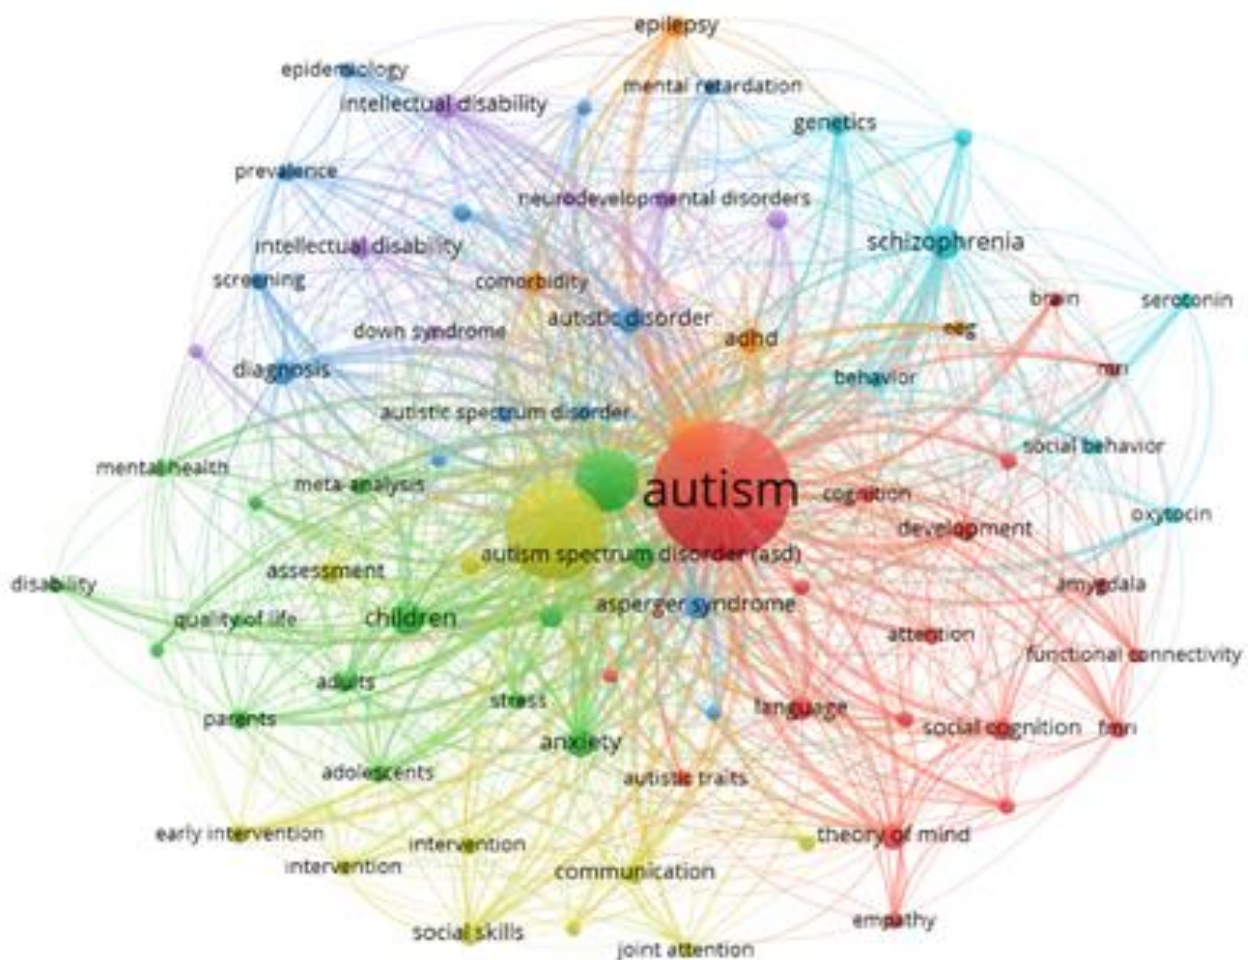 epilepsy
epidemiology
mental retardation
intellectual disability
genetics
prevalence
neurodevelopmental disorders
schizophrenia
intellectual disability
screening
comorbidity
brain
serotonin
autistic disorder
down syndrome
adhd
eeg
diagnosis
behavior
mri
autistic spectrum disorder
social behavior
mental health
meta-analysis
autism
cognition
oxytocin
development
autism spectrum disorder (asd)
assessment
disability
amygdala
quality of life
children
asperger syndrome
attention
functional connectivity
adults
stress
language
parents
social cognition
fmri
anxiety
adolescents
autistic traits
early intervention
intervention
theory of mind
intervention
communication
social skills
empathy
joint attention